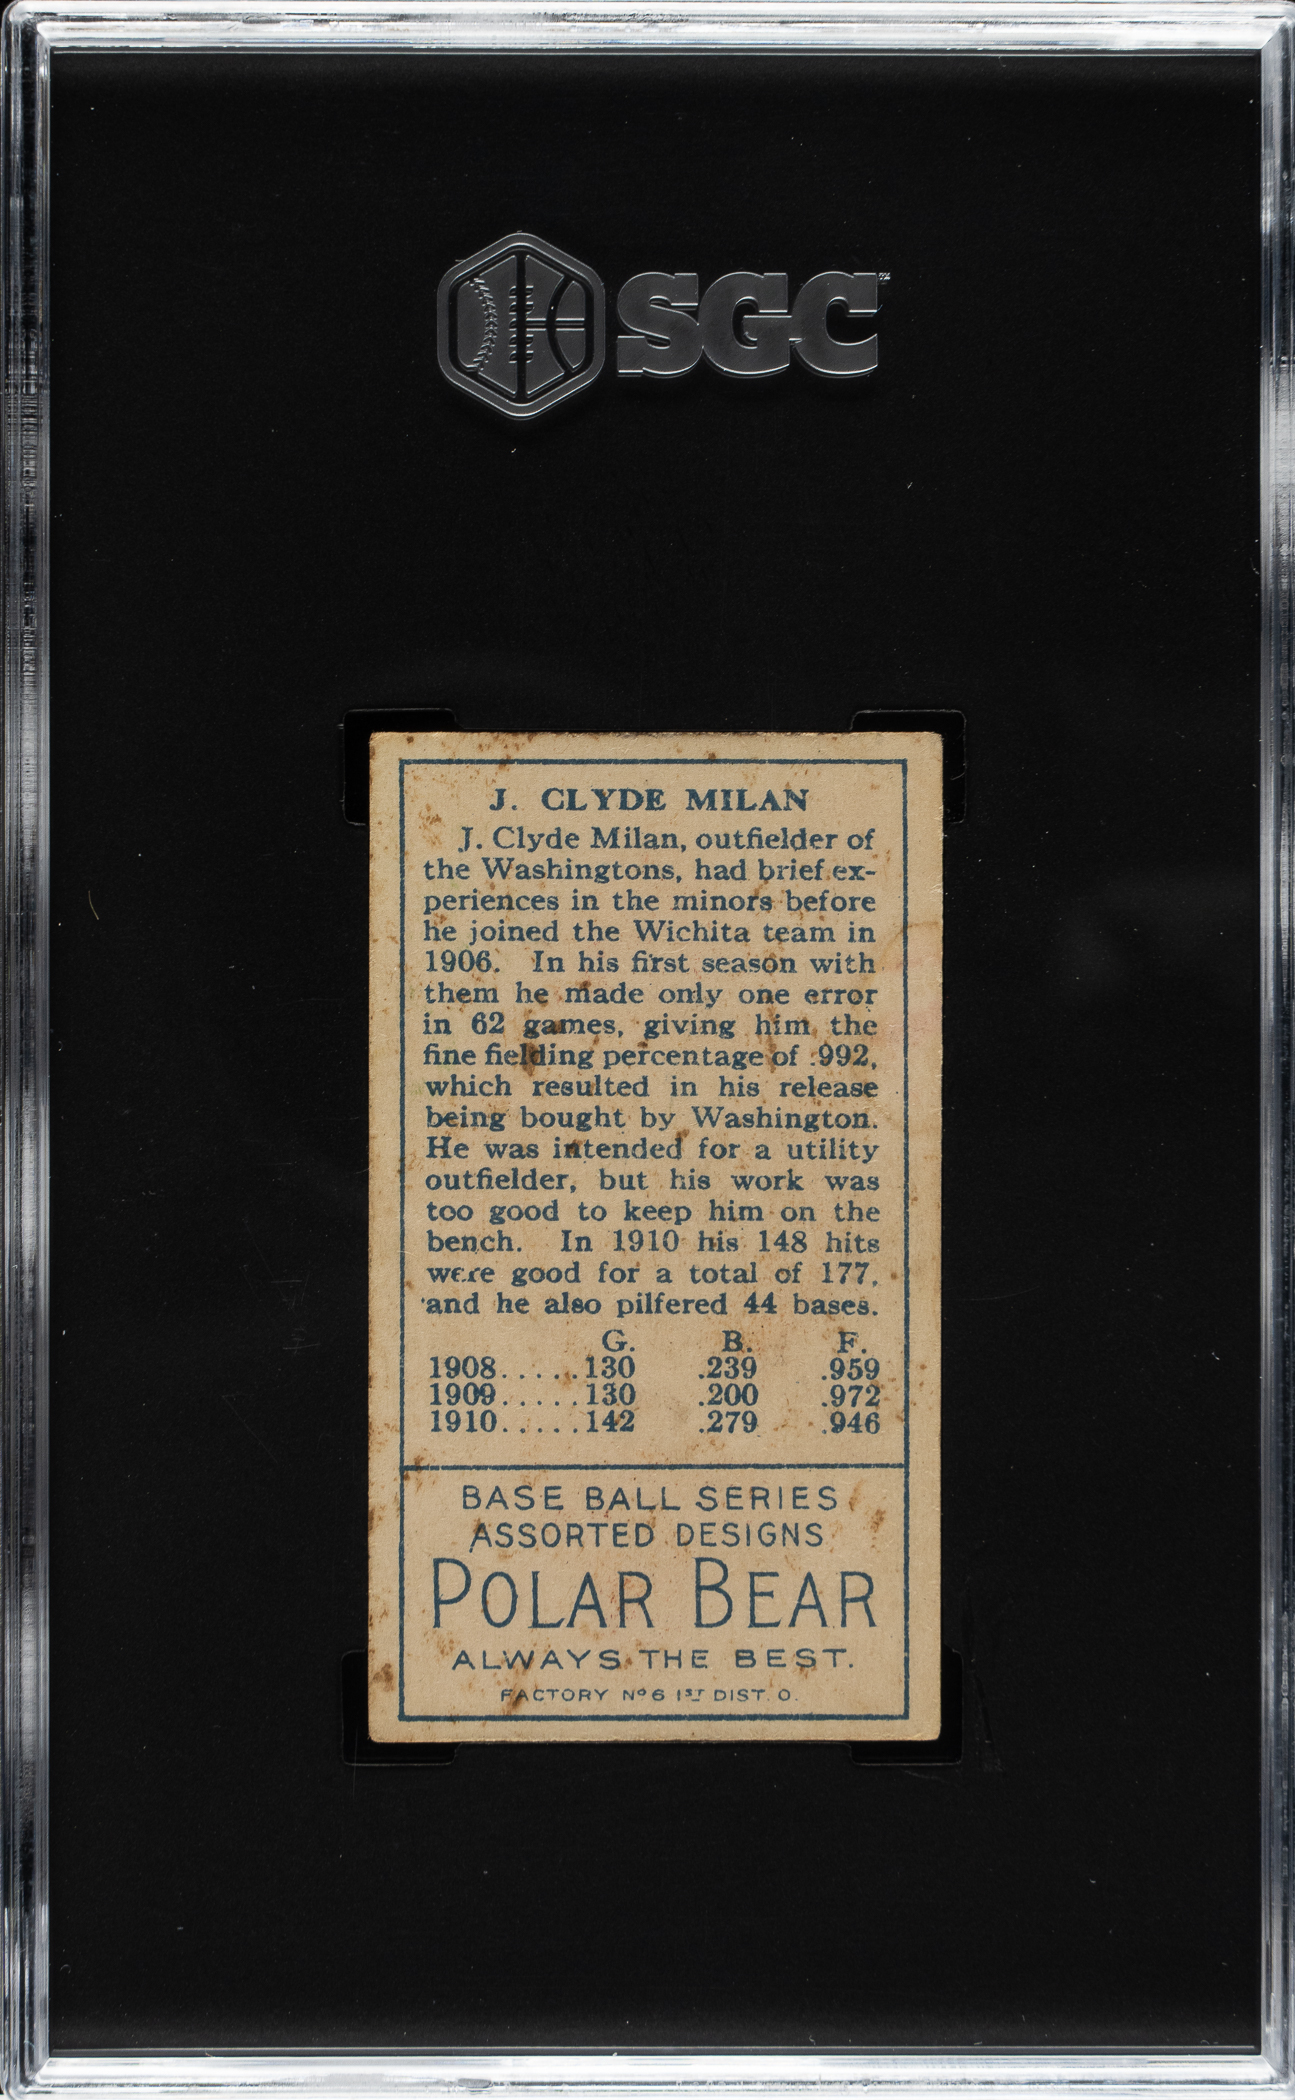 SGC™
J. CLYDE MILAN
J. Clyde Milan, outfielder of
the Washingtons, had brief ex-
periences in the minors before
he joined the Wichita team in
1906. In his first season with
them he made only one error
in 62 games, giving him the
fine fielding percentage of .992,
which resulted in his release
being bought by Washington.
He was intended for a utility
outfielder, but his work was
too good to keep him on the
bench. In 1910 his 148 hits
were good for a total of 177,
and he also pilfered 44 bases.
G. B. F.
1908.....130 .239 .959
1909.....130 .200 .972
1910.....142 .279 .946
BASE BALL SERIES
ASSORTED DESIGNS
POLAR BEAR
ALWAYS THE BEST.
FACTORY Nº 6 1ST DIST. O.